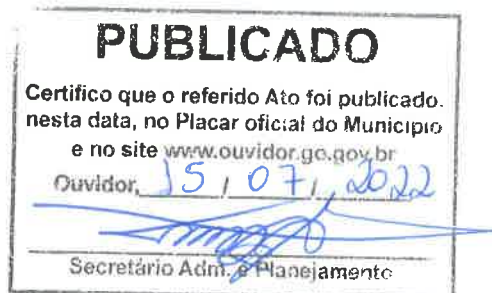 PUBLICADO
Certifico que o referido Ato foi publicado.
nesta data, no Placar oficial do Município
e no site www.ouvidor.go.gov.br
Ouvidor, 15 / 07 / 2022
Secretário Adm. e Planejamento